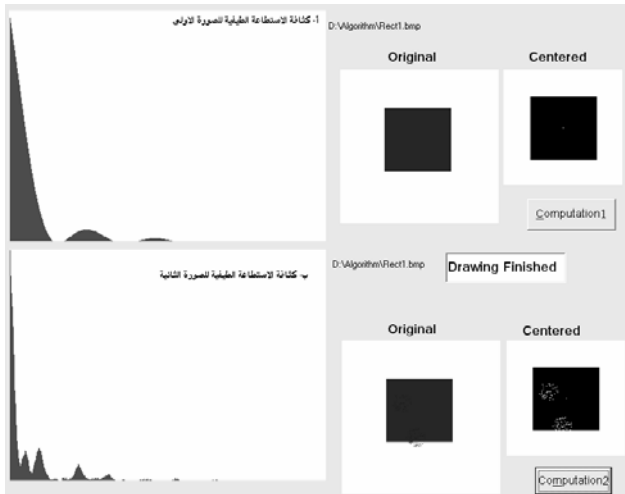 أ- كثافة الاستطاعة الطيفية للصورة الاولى
D:\Algorithm\Rect1.bmp
Original
Centered
Computation1
ب- كثافة الاستطاعة الطيفية للصورة الثانية
D:\Algorithm\Rect1.bmp
Drawing Finished
Original
Centered
Computation2